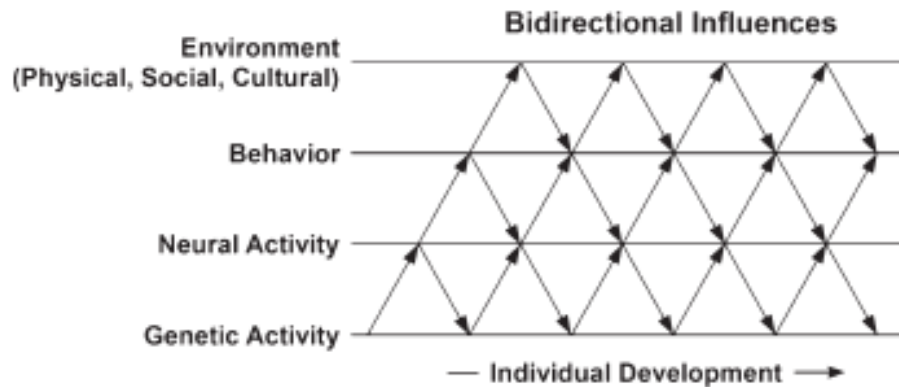 Bidirectional Influences
Environment
(Physical, Social, Cultural)
Behavior
Neural Activity
Genetic Activity
Individual Development